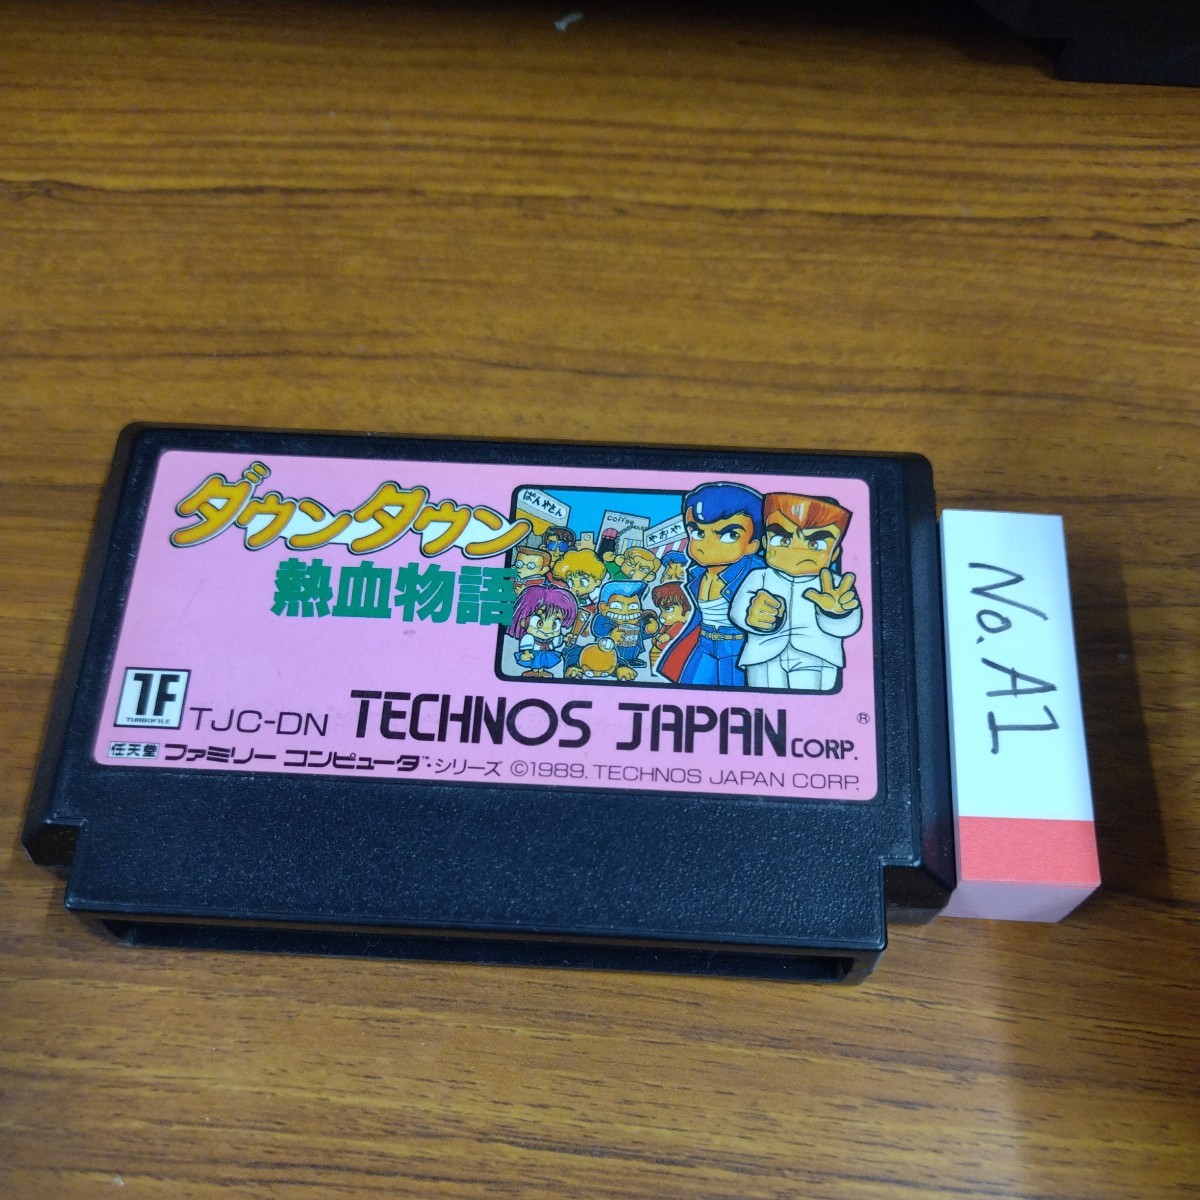 ダウンタウン
熱血物語
ぱんやさん
coffee
やおや
TF
TURBOFILE
TJC-DN TECHNOS JAPAN CORP. ®
任天堂 ファミリー コンピュータ™・シリーズ ©1989. TECHNOS JAPAN CORP.
No. A1